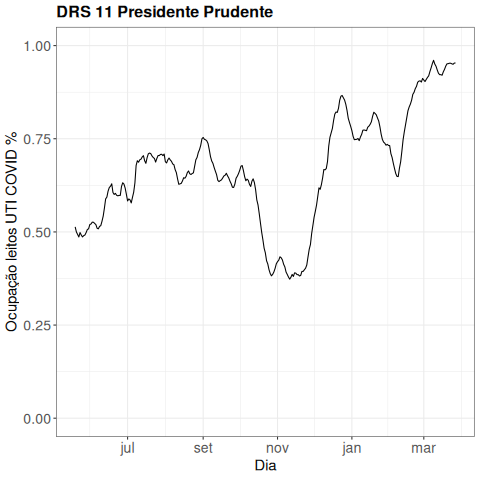 DRS 11 Presidente Prudente
Ocupação leitos UTI COVID %
1.00
0.75
0.50
0.25
0.00
jul set nov jan mar
Dia